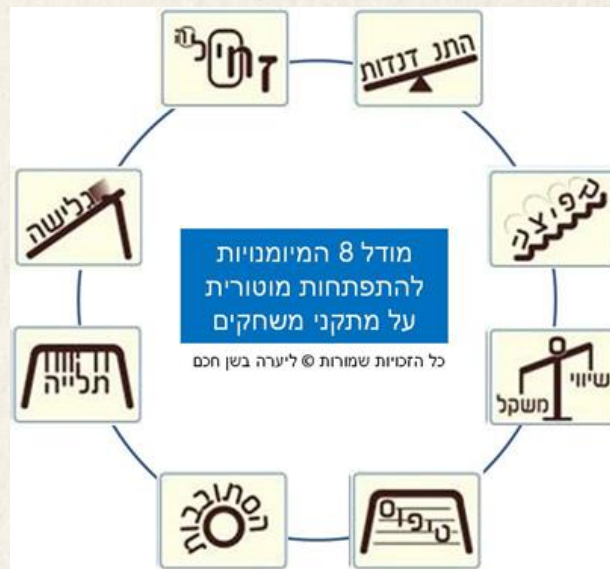 זחילה
התנדנדות
גלישה
קפיצה
מודל 8 המיומנויות
להתפתחות מוטורית
על מתקני משחקים
כל הזכויות שמורות © ליערה בשן חכם
תלייה
שיווי
משקל
הסתובבות
טיפוס